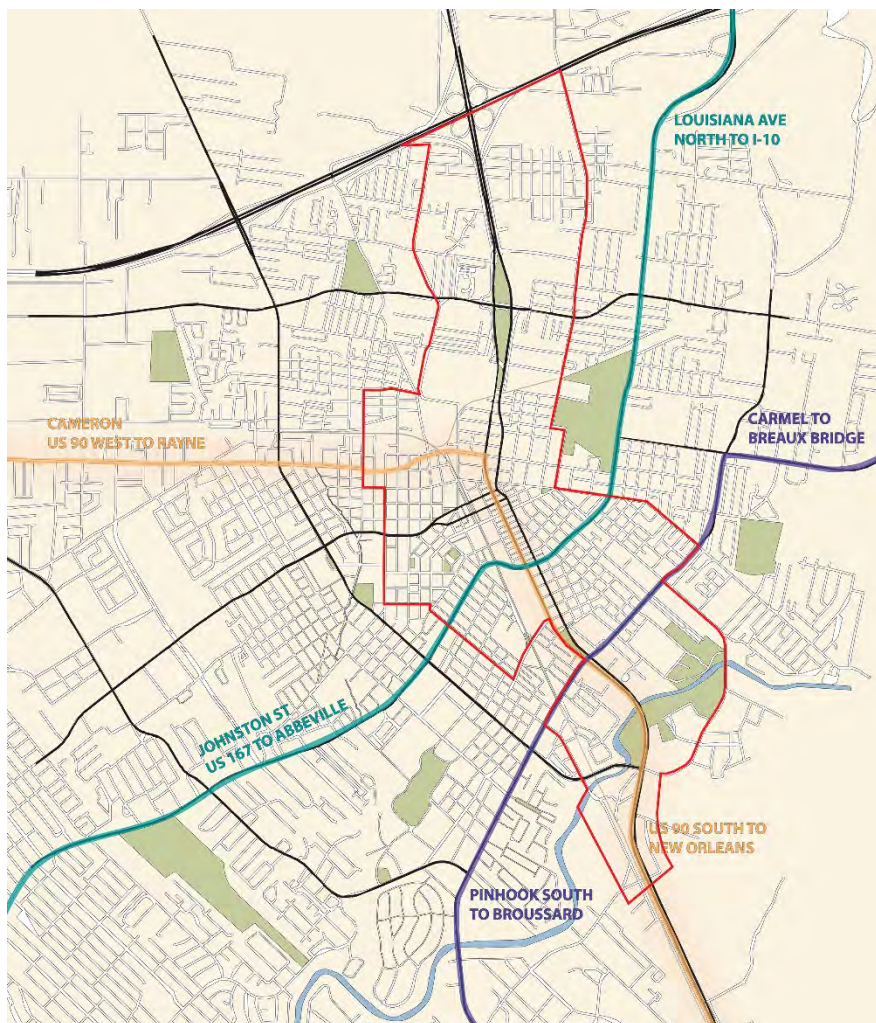 LOUISIANA AVE
NORTH TO I-10
CAMERON
US 90 WEST TO RAYNE
CARMEL TO
BREAUX BRIDGE
JOHNSTON ST
US 167 TO ABBEVILLE
US 90 SOUTH TO
NEW ORLEANS
PINHOOK SOUTH
TO BROUSSARD